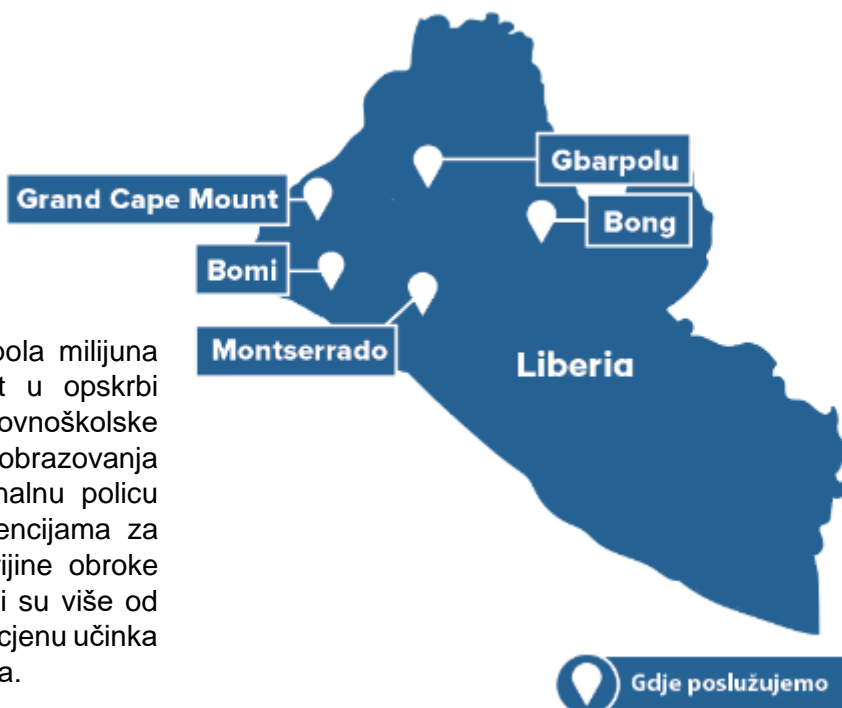 Gbarpolu
Grand Cape Mount
Bong
Bomi
Montserrado
Liberia
pola milijuna
u opskrbi
ovnoškolske
obrazovanja
nalnu policu
encijama za
rijine obroke
i su više od
cjenu učinka
a.
Gdje poslužujemo